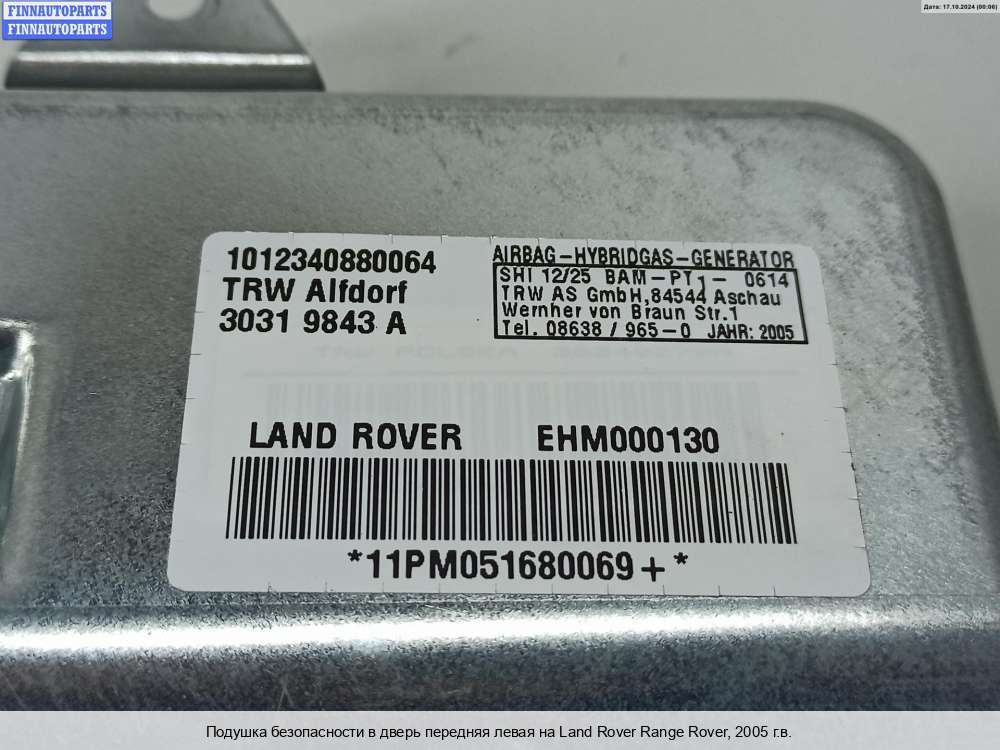 FINNAUTOPARTS
FINNAUTOPARTS
Дата: 17.10.2024 (00:06)
1012340880064
TRW Alfdorf
3031 9843 A
AIRBAG-HYBRIDGAS-GENERATOR
SHI 12/25 BAM-PT1- 0614
TRW AS GmbH, 84544 Aschau
Wernher von Braun Str.1
Tel. 08638 / 965-0 JAHR: 2005
LAND ROVER EHM000130
*11PM051680069+*
Подушка безопасности в дверь передняя левая на Land Rover Range Rover, 2005 г.в.